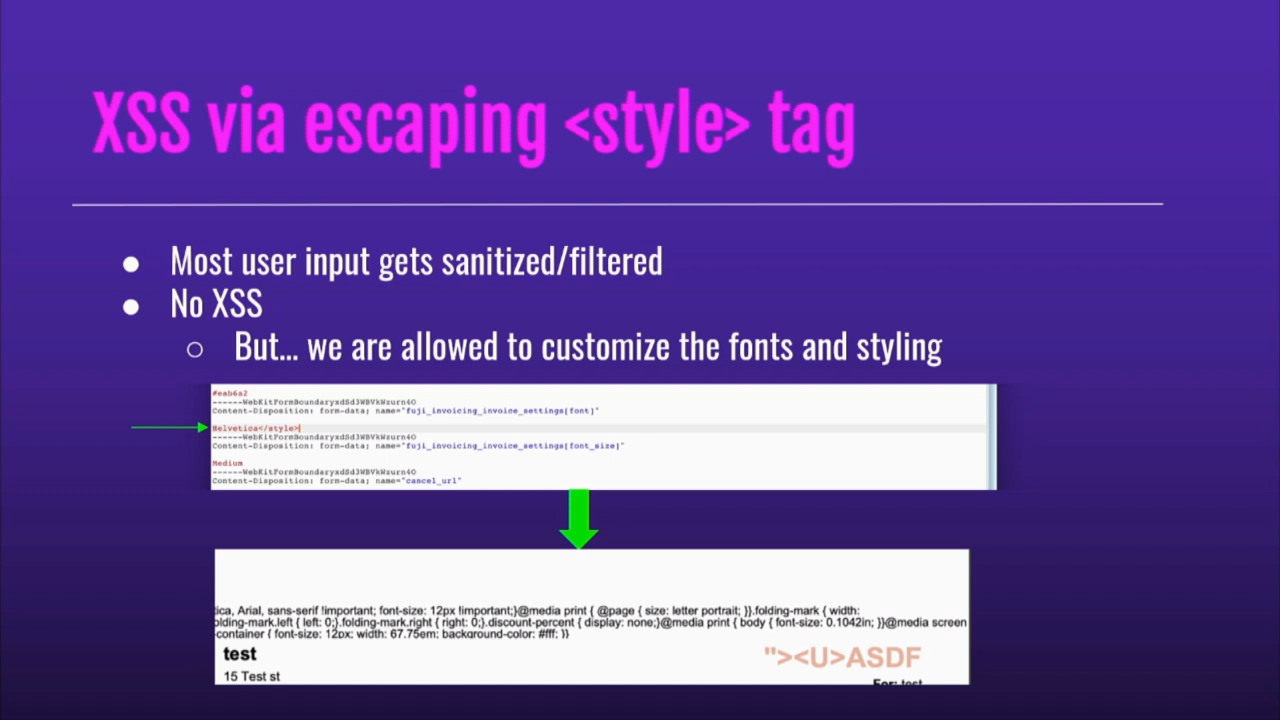 XSS via escaping <style> tag
● Most user input gets sanitized/filtered
● No XSS
○ But... we are allowed to customize the fonts and styling
#eab6a2
Content-Disposition: form-data; name="fuji_invoicing_invoice_settings[font]"
Helvetica</style>
Content-Disposition: form-data; name="fuji_invoicing_invoice_settings[font_size]"
Medium
Content-Disposition: form-data; name="cancel_url"
tica, Arial, sans-serif !important; font-size: 12px !important;}@media print { @page { size: letter portrait; }}.folding-mark { width:
olding-mark.left { left: 0;}.folding-mark.right { right: 0;}.discount-percent { display: none;}@media print { body { font-size: 0.1042in; }}@media screen
-container { font-size: 12px; width: 67.75em; background-color: #fff; }}
test
"><U>ASDF
15 Test st
For: test